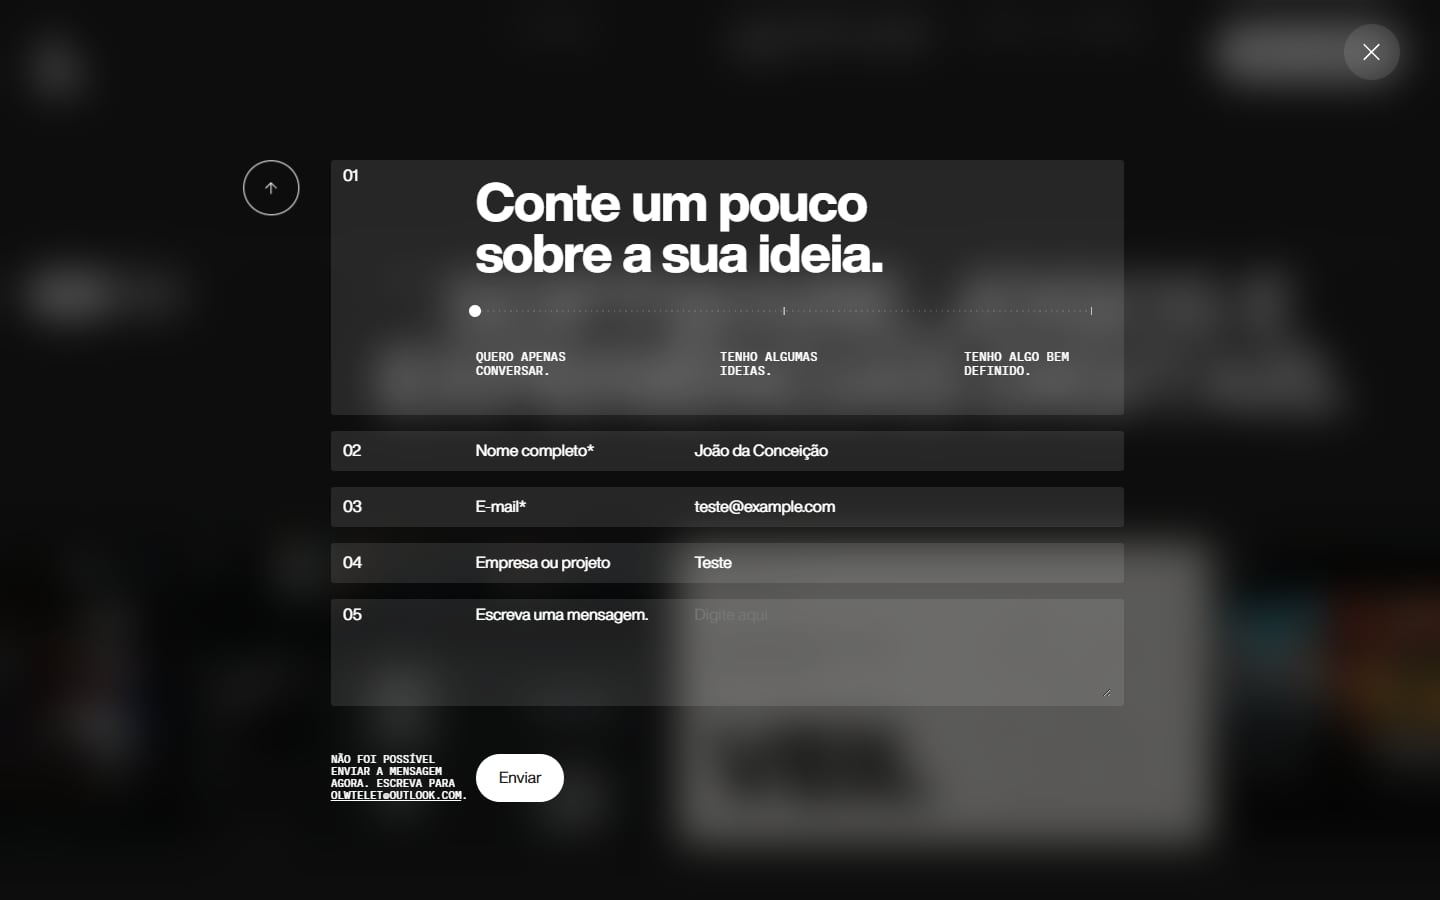 01
Conte um pouco
sobre a sua ideia.
QUERO APENAS
CONVERSAR.
TENHO ALGUMAS
IDEIAS.
TENHO ALGO BEM
DEFINIDO.
02 Nome completo* João da Conceição
03 E-mail* teste@example.com
04 Empresa ou projeto Teste
05 Escreva uma mensagem. Digite aqui
NÃO FOI POSSÍVEL
ENVIAR A MENSAGEM
AGORA. ESCREVA PARA
OLWTELET@OUTLOOK.COM.
Enviar